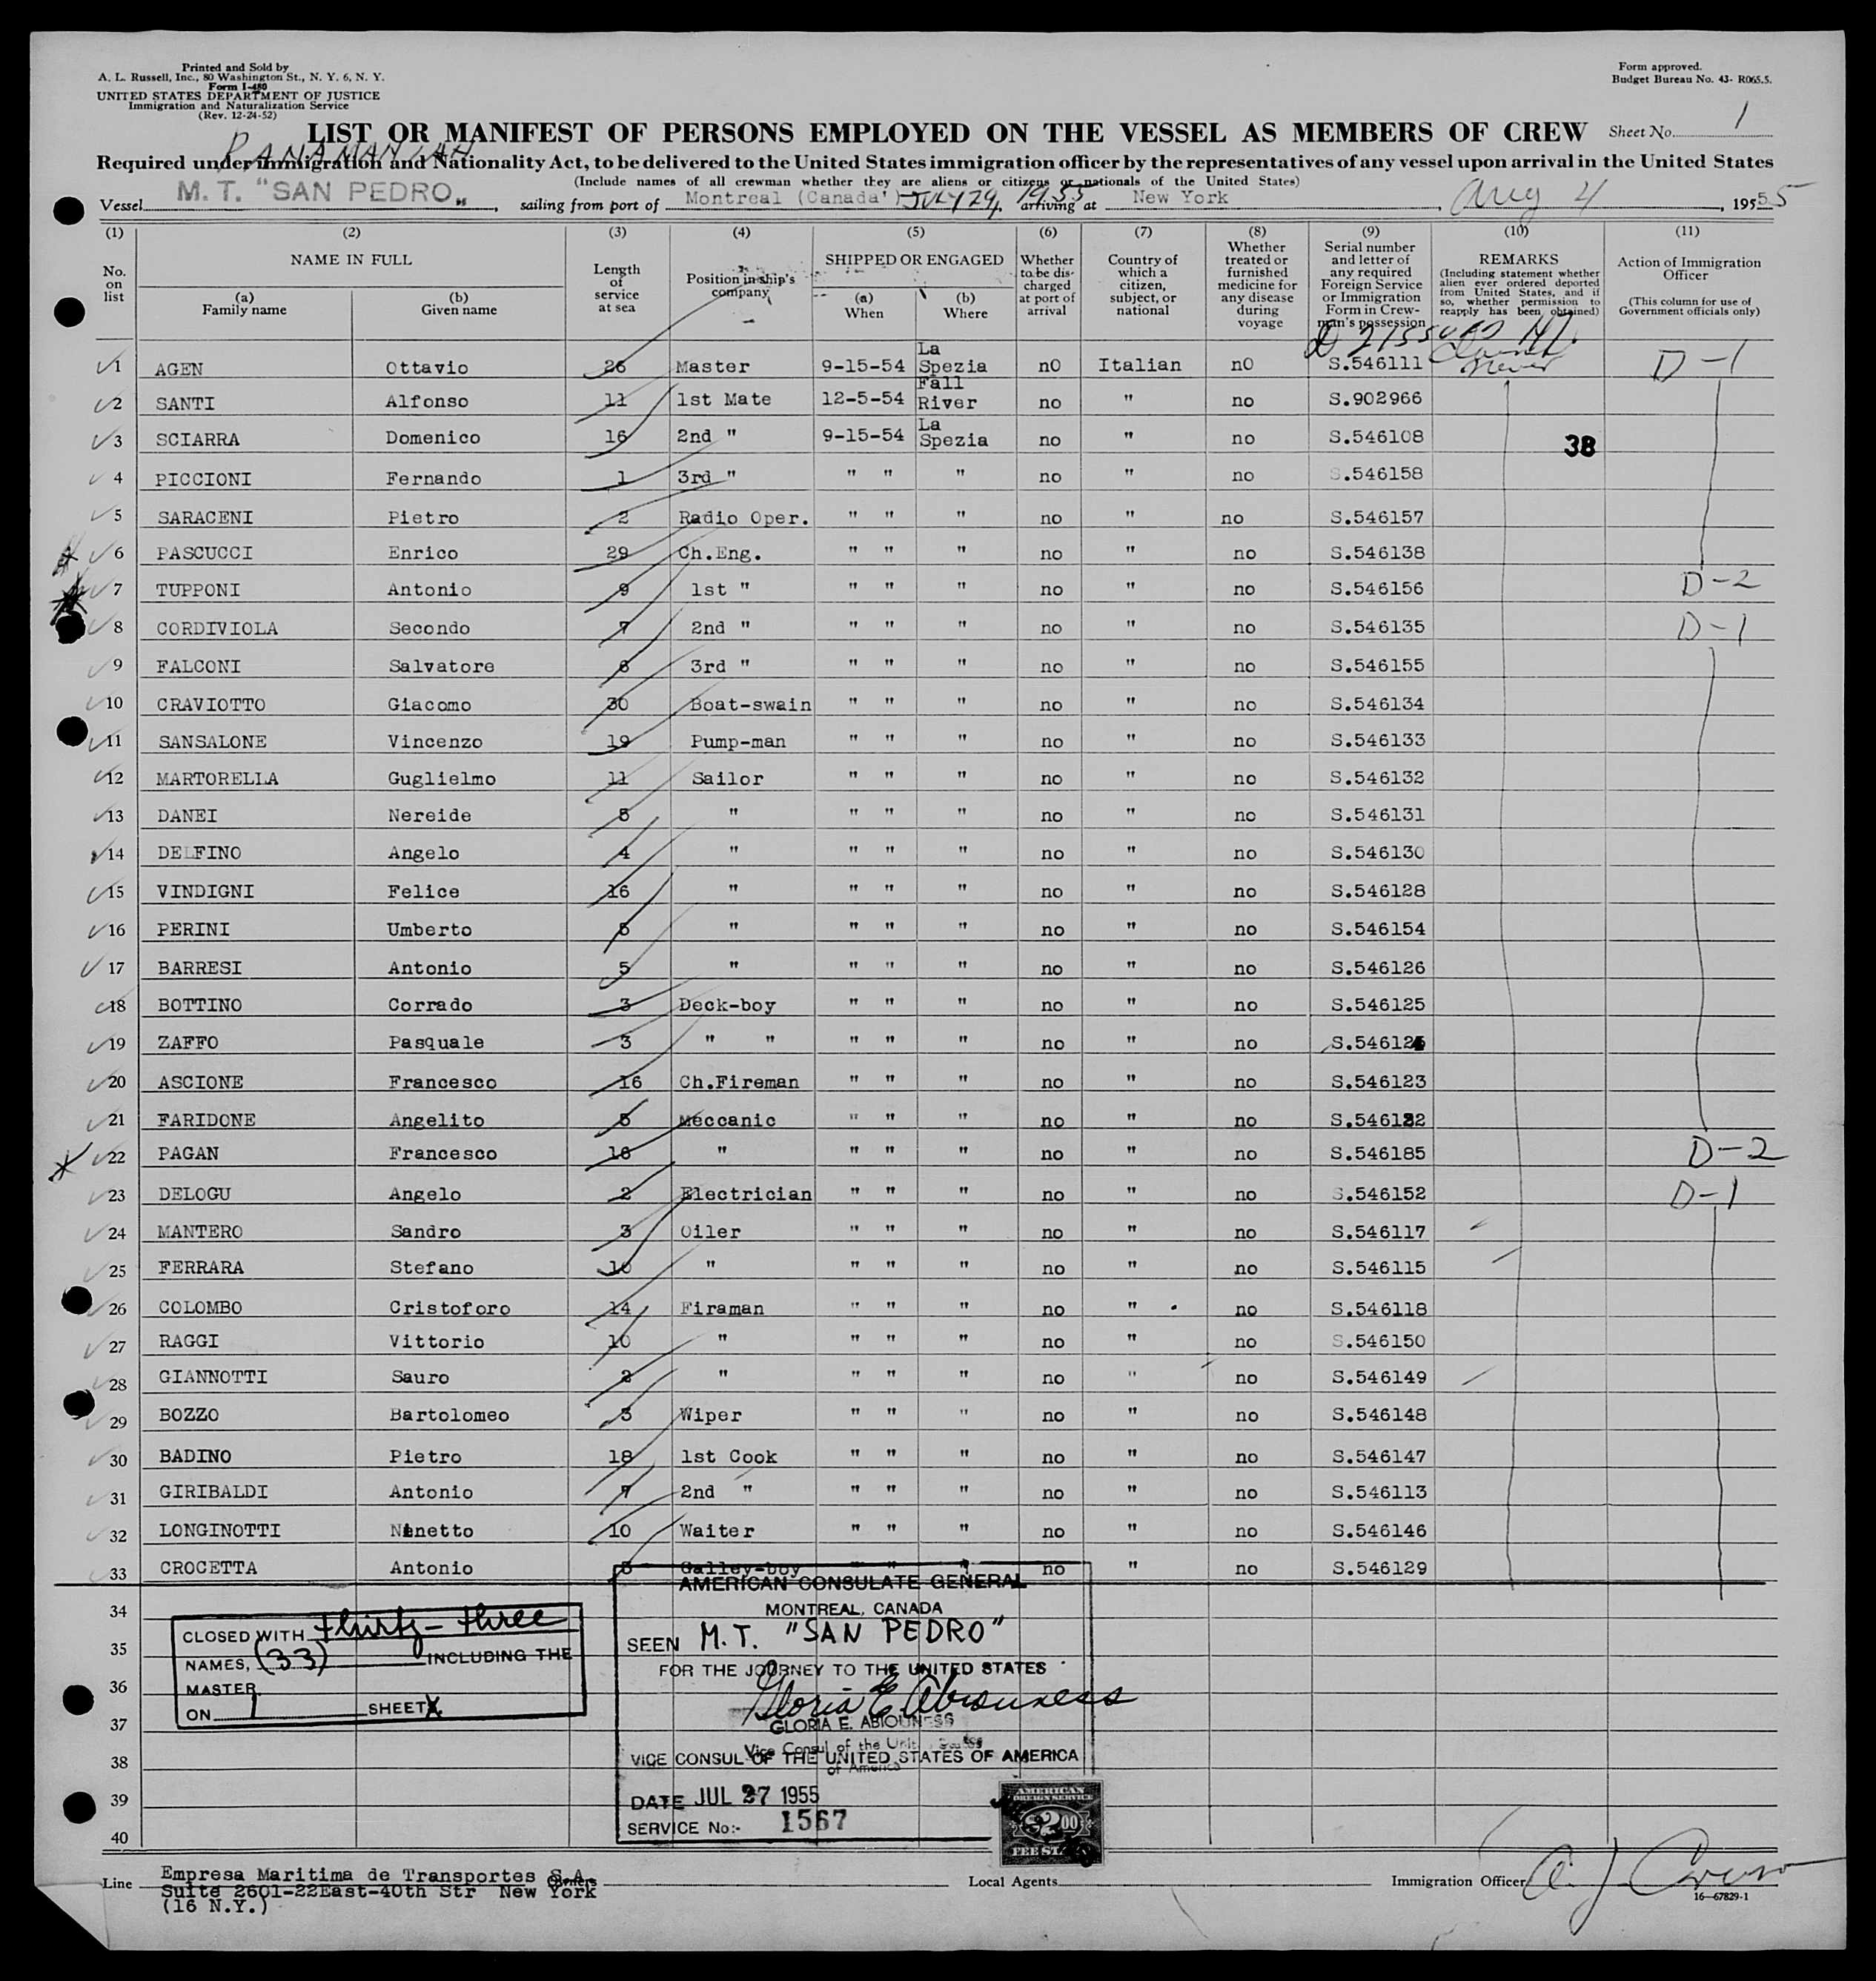 Printed and Sold by
A. L. Russell, Inc., 80 Washington St., N. Y. 6, N. Y.
Form I-480
UNITED STATES DEPARTMENT OF JUSTICE
Immigration and Naturalization Service
(Rev. 12-24-52)
Form approved.
Budget Bureau No. 43- R065.5.
PANAMANIAN
LIST OR MANIFEST OF PERSONS EMPLOYED ON THE VESSEL AS MEMBERS OF CREW Sheet No. 1
Required under Immigration and Nationality Act, to be delivered to the United States immigration officer by the representatives of any vessel upon arrival in the United States
(Include names of all crewman whether they are aliens or citizens or nationals of the United States)
Vessel M. T. "SAN PEDRO", sailing from port of Montreal (Canada) JULY 29, 1955 arriving at New York, Aug 4, 1955
(1) (2) (3) (4) (5) (6) (7) (8) (9) (10) (11)
No. on list
NAME IN FULL
(a) Family name
(b) Given name
Length of service at sea
Position in ship's company
SHIPPED OR ENGAGED
(a) When
(b) Where
Whether to be discharged at port of arrival
Country of which a citizen, subject, or national
Whether treated or furnished medicine for any disease during voyage
Serial number and letter of any required Foreign Service or Immigration Form in Crewman's possession
REMARKS
(Including statement whether alien ever ordered deported from United States, and if so, whether permission to reapply has been obtained)
Action of Immigration Officer
(This column for use of Government officials only)
1 AGEN Ottavio 26 Master 9-15-54 La Spezia nO Italian nO S.546111 D-1
2 SANTI Alfonso 11 1st Mate 12-5-54 Fall River no " no S.902966
3 SCIARRA Domenico 16 2nd " 9-15-54 La Spezia no " no S.546108 38
4 PICCIONI Fernando 1 3rd " " " " no " no S.546158
5 SARACENI Pietro 2 Radio Oper. " " " no " no S.546157
6 PASCUCCI Enrico 29 Ch.Eng. " " " no " no S.546138
7 TUPPONI Antonio 9 1st " " " " no " no S.546156 D-2
8 CORDIVIOLA Secondo 7 2nd " " " " no " no S.546135 D-1
9 FALCONI Salvatore 6 3rd " " " " no " no S.546155
10 CRAVIOTTO Giacomo 30 Boat-swain " " " no " no S.546134
11 SANSALONE Vincenzo 19 Pump-man " " " no " no S.546133
12 MARTORELLA Guglielmo 11 Sailor " " " no " no S.546132
13 DANEI Nereide 5 " " " " no " no S.546131
14 DELFINO Angelo 4 " " " " no " no S.546130
15 VINDIGNI Felice 16 " " " " no " no S.546128
16 PERINI Umberto " " " " no " no S.546154
17 BARRESI Antonio 5 " " " " no " no S.546126
18 BOTTINO Corrado 3 Deck-boy " " " no " no S.546125
19 ZAFFO Pasquale 3 " " " " " no " no S.546124
20 ASCIONE Francesco 16 Ch.Fireman " " " no " no S.546123
21 FARIDONE Angelito 5 Meccanic " " " no " no S.546122
22 PAGAN Francesco 18 " " " " no " no S.546185 D-2
23 DELOGU Angelo 2 Electrician " " " no " no S.546152 D-1
24 MANTERO Sandro 3 Oiler " " " no " no S.546117
25 FERRARA Stefano 10 " " " " no " no S.546115
26 COLOMBO Cristoforo 14 Firaman " " " no " no S.546118
27 RAGGI Vittorio 10 " " " " no " no S.546150
28 GIANNOTTI Sauro 2 " " " " no " no S.546149
29 BOZZO Bartolomeo 3 Wiper " " " no " no S.546148
30 BADINO Pietro 18 1st Cook " " " no " no S.546147
31 GIRIBALDI Antonio 7 2nd " " " " no " no S.546113
32 LONGINOTTI Ninetto 10 Waiter " " " no " no S.546146
33 CROCETTA Antonio Galley-boy " " " no " no S.546129
34
35
36
37
38
39
40
CLOSED WITH thirty-three
NAMES, (33) INCLUDING THE
MASTER
ON 1 SHEET
AMERICAN CONSULATE GENERAL
MONTREAL, CANADA
SEEN M.T. "SAN PEDRO"
FOR THE JOURNEY TO THE UNITED STATES
Gloria E. Abiouness
GLORIA E. ABIOUNESS
Vice Consul of the United States
of America
VICE CONSUL OF THE UNITED STATES OF AMERICA
DATE JUL 27 1955
SERVICE No:- 1567
AMERICAN
FOREIGN SERVICE
$2.00
FEE ST.
Line Empresa Maritima de Transportes S.A.
Suite 2601-22East-40th Str New York
(16 N.Y.)
Owners
Local Agents
Immigration Officer
16—67829-1